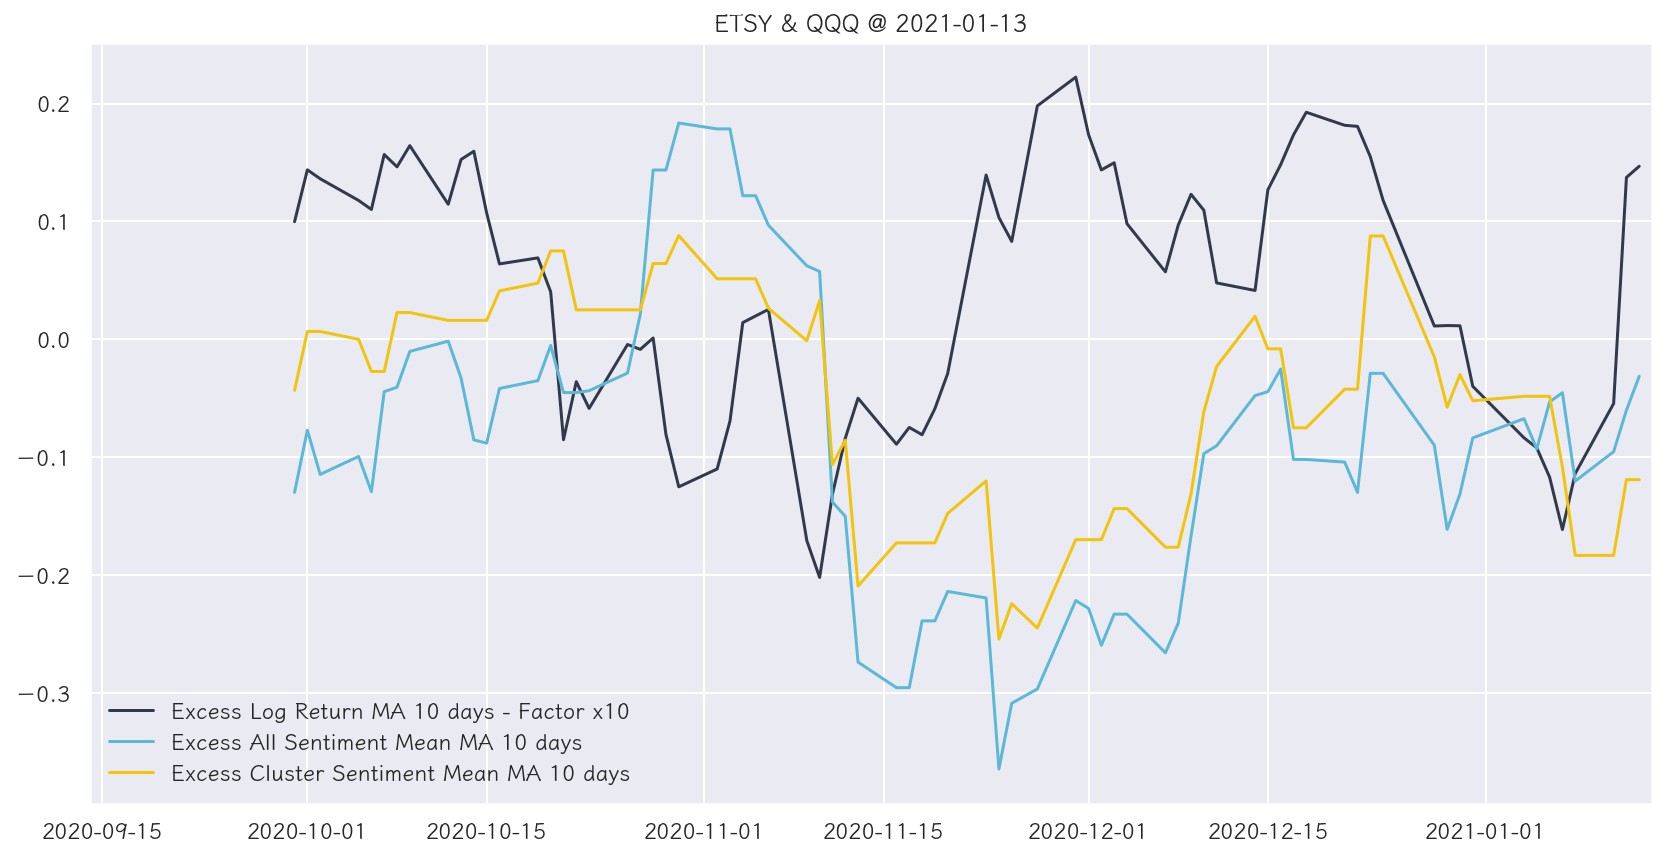 ETSY & QQQ @ 2021-01-13
0.2
0.1
0.0
−0.1
−0.2
−0.3
Excess Log Return MA 10 days - Factor x10
Excess All Sentiment Mean MA 10 days
Excess Cluster Sentiment Mean MA 10 days
2020-09-15 2020-10-01 2020-10-15 2020-11-01 2020-11-15 2020-12-01 2020-12-15 2021-01-01